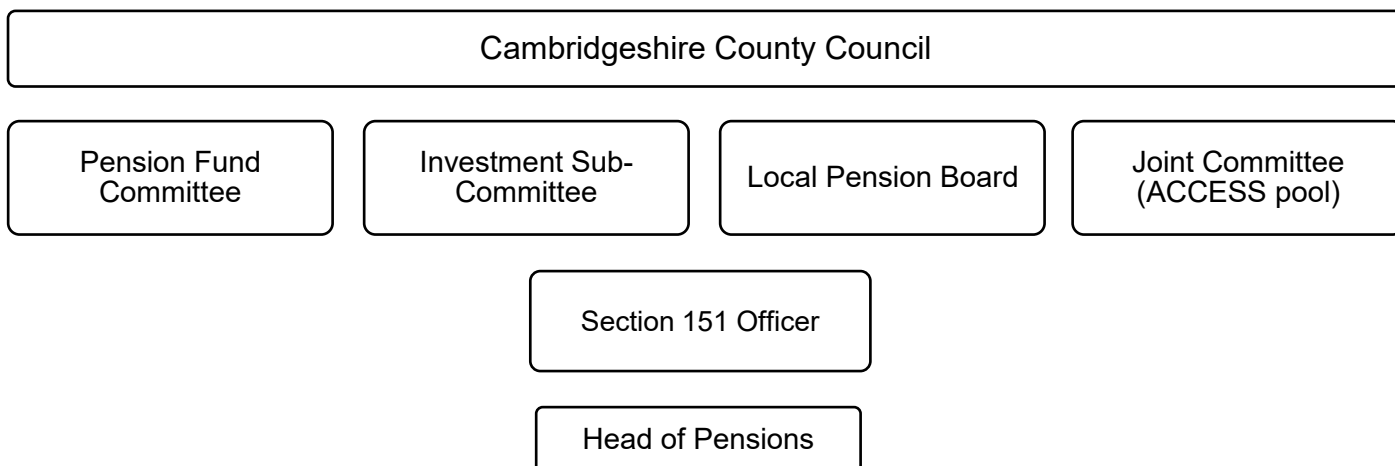 Cambridgeshire County Council
Pension Fund
Committee
Investment Sub-
Committee
Local Pension Board
Joint Committee
(ACCESS pool)
Section 151 Officer
Head of Pensions